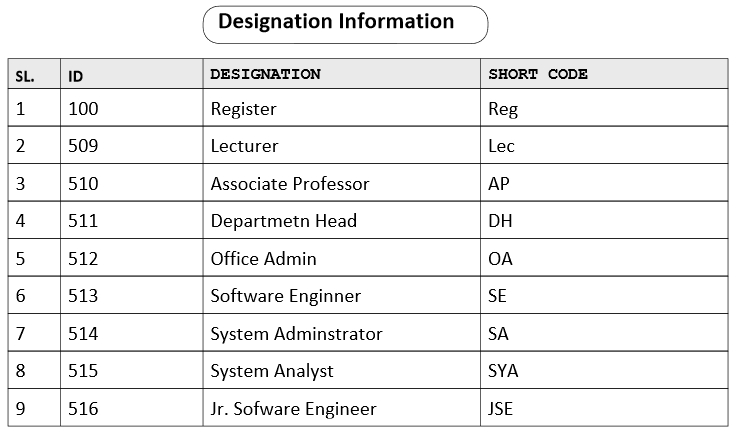 Designation Information
SL. ID DESIGNATION SHORT CODE
1 100 Register Reg
2 509 Lecturer Lec
3 510 Associate Professor AP
4 511 Departmetn Head DH
5 512 Office Admin OA
6 513 Software Enginner SE
7 514 System Adminstrator SA
8 515 System Analyst SYA
9 516 Jr. Sofware Engineer JSE